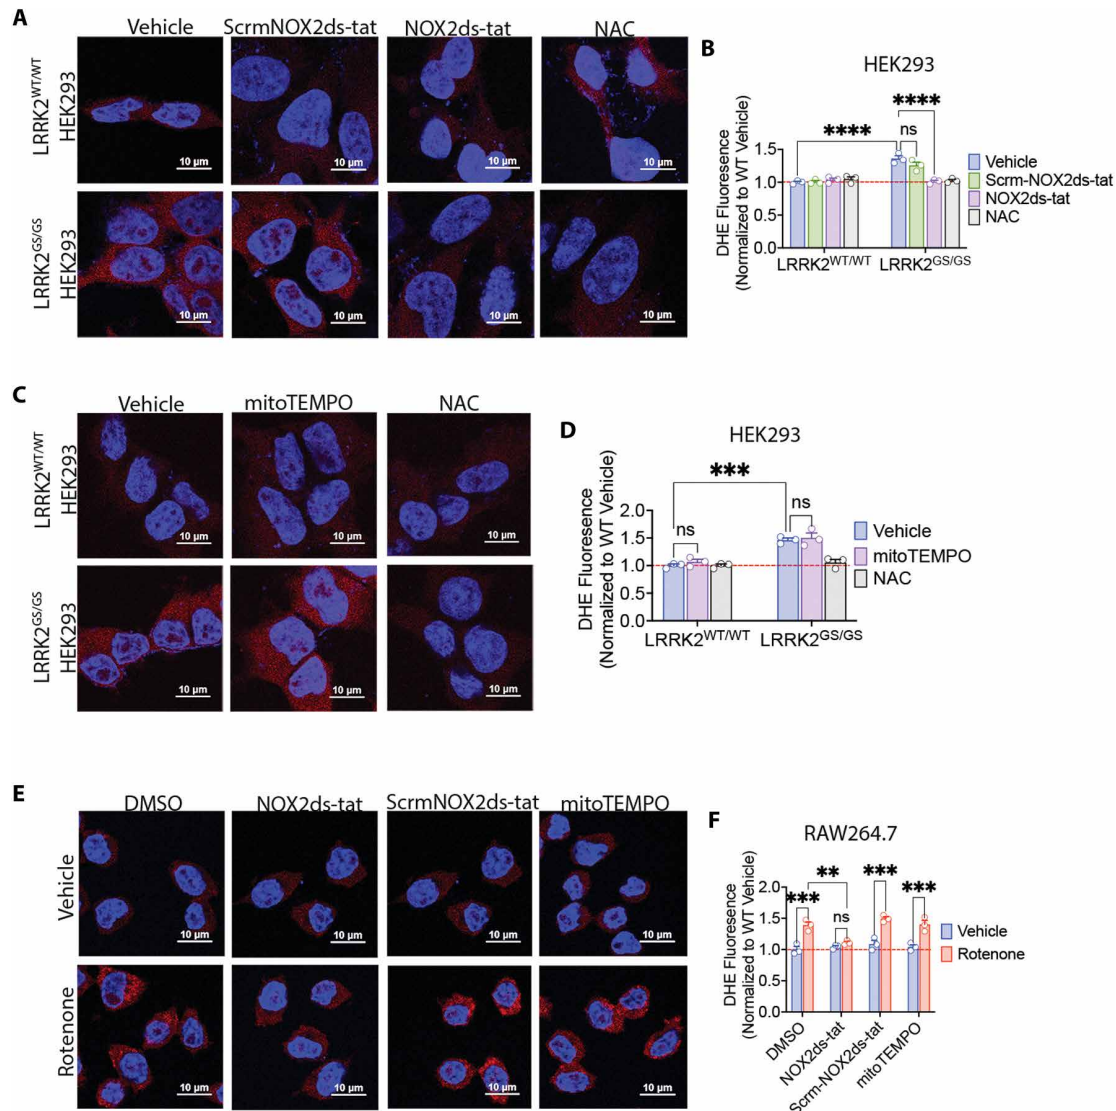 A
Vehicle ScrmNOX2ds-tat NOX2ds-tat NAC
LRRK2WT/WT
HEK293
10 µm 10 µm 10 µm 10 µm
LRRK2GS/GS
HEK293
10 µm 10 µm 10 µm 10 µm
B
HEK293
DHE Fluoresence
(Normalized to WT Vehicle)
1.5
1.0
0.5
0.0
****
ns
****
LRRK2WT/WT LRRK2GS/GS
Vehicle
Scrm-NOX2ds-tat
NOX2ds-tat
NAC
C
Vehicle mitoTEMPO NAC
LRRK2WT/WT
HEK293
10 µm 10 µm 10 µm
LRRK2GS/GS
HEK293
10 µm 10 µm 10 µm
D
HEK293
DHE Fluoresence
(Normalized to WT Vehicle)
2.0
1.5
1.0
0.5
0.0
***
ns
ns
LRRK2WT/WT LRRK2GS/GS
Vehicle
mitoTEMPO
NAC
E
DMSO NOX2ds-tat ScrmNOX2ds-tat mitoTEMPO
Vehicle
10 µm 10 µm 10 µm 10 µm
Rotenone
10 µm 10 µm 10 µm 10 µm
F
RAW264.7
DHE Fluoresence
(Normalized to WT Vehicle)
2.0
1.5
1.0
0.5
0.0
***
**
ns
***
***
DMSO
NOX2ds-tat
Scrm-NOX2ds-tat
mitoTEMPO
Vehicle
Rotenone